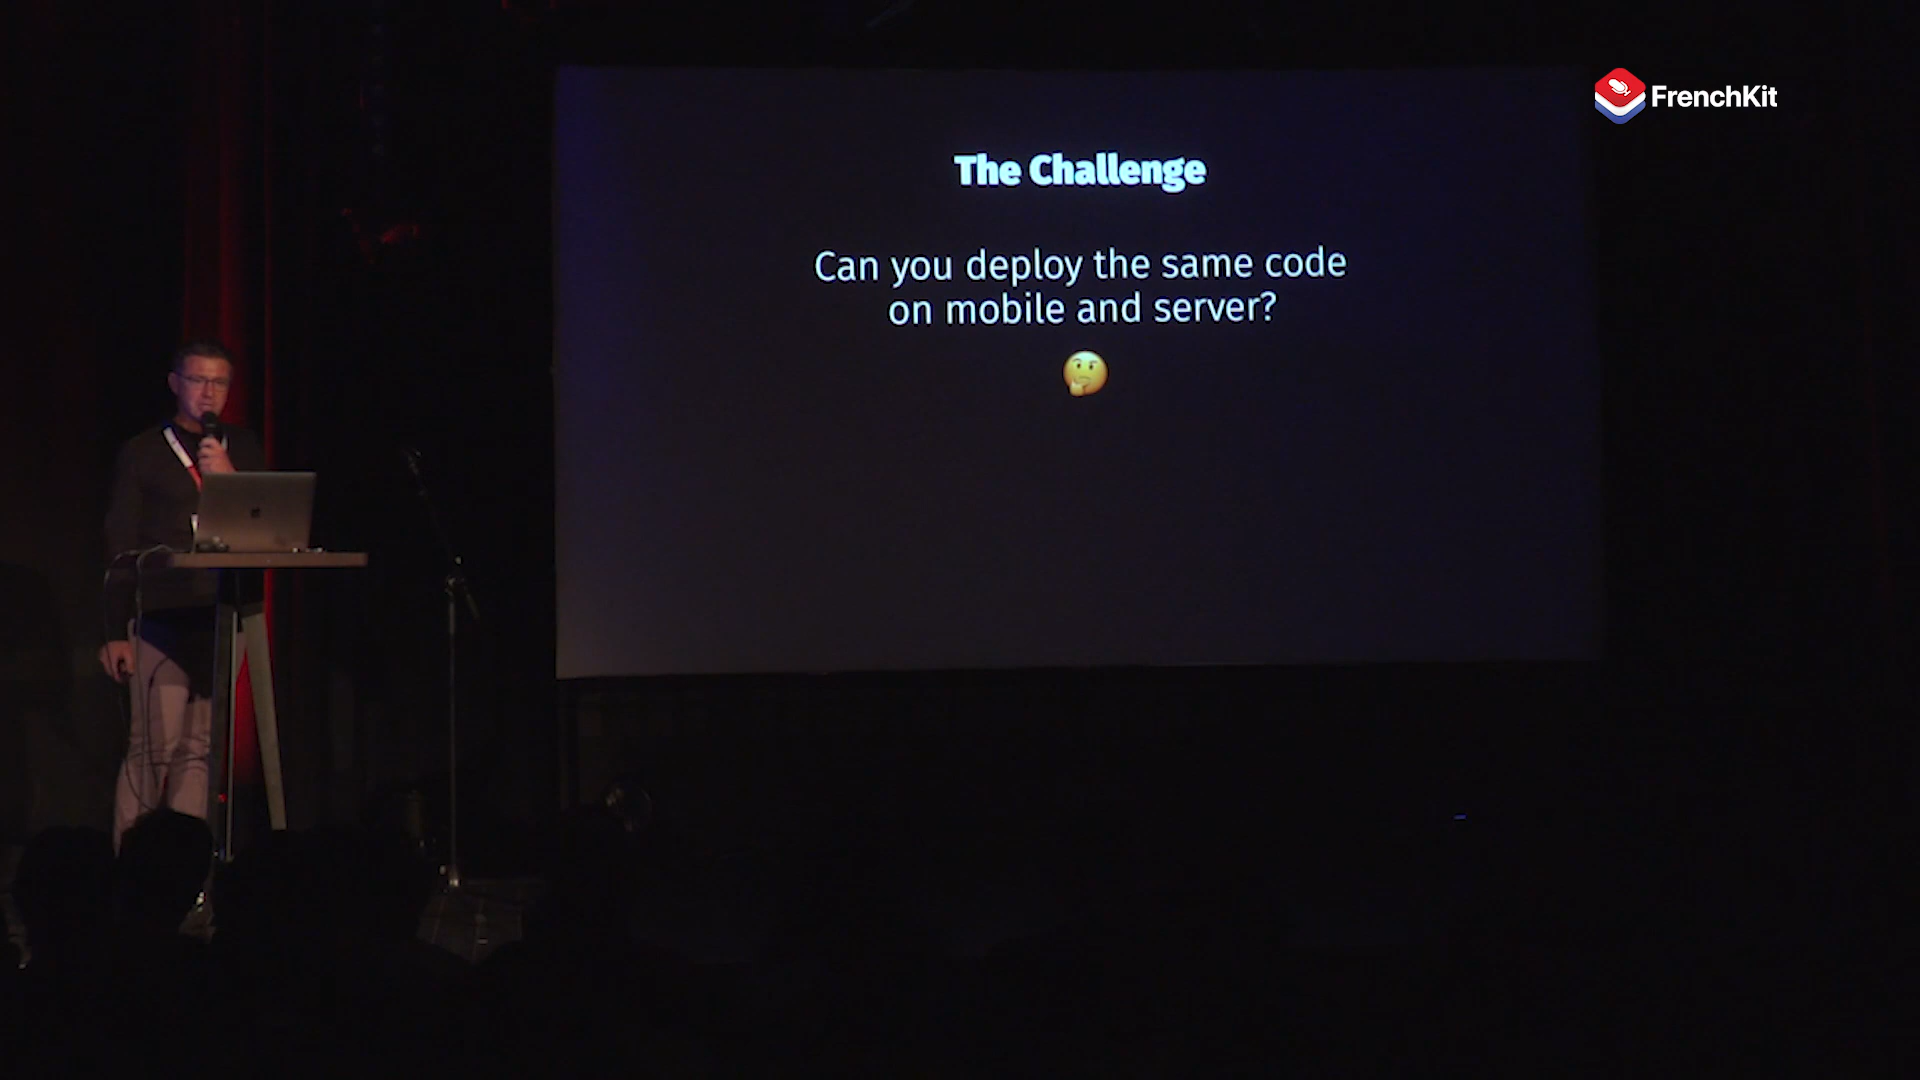 FrenchKit
The Challenge
Can you deploy the same code
on mobile and server?